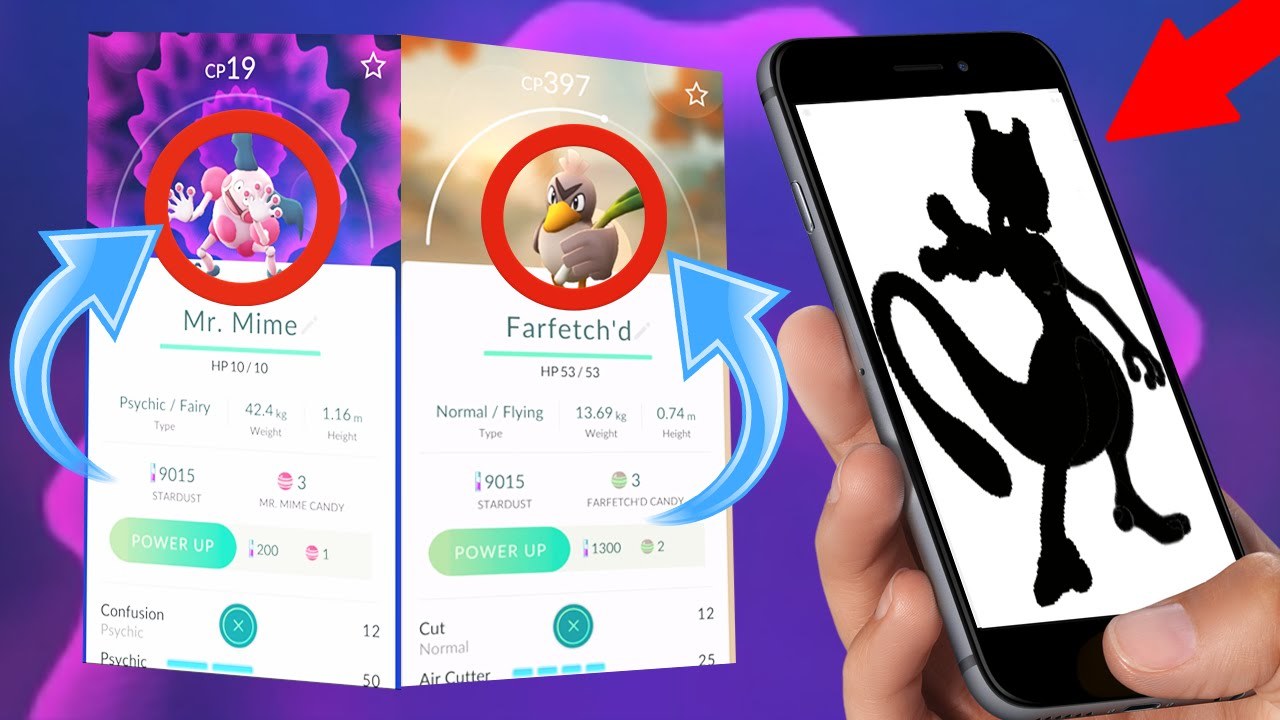 CP19
Mr. Mime
HP 10 / 10
Psychic / Fairy
Type
42.4 kg
Weight
1.16 m
Height
9015
STARDUST
3
MR. MIME CANDY
POWER UP
200
1
Confusion
Psychic
12
Psychic
50
CP397
Farfetch'd
HP 53 / 53
Normal / Flying
Type
13.69 kg
Weight
0.74 m
Height
9015
STARDUST
3
FARFETCH'D CANDY
POWER UP
1300
2
Cut
Normal
12
Air Cutter
25